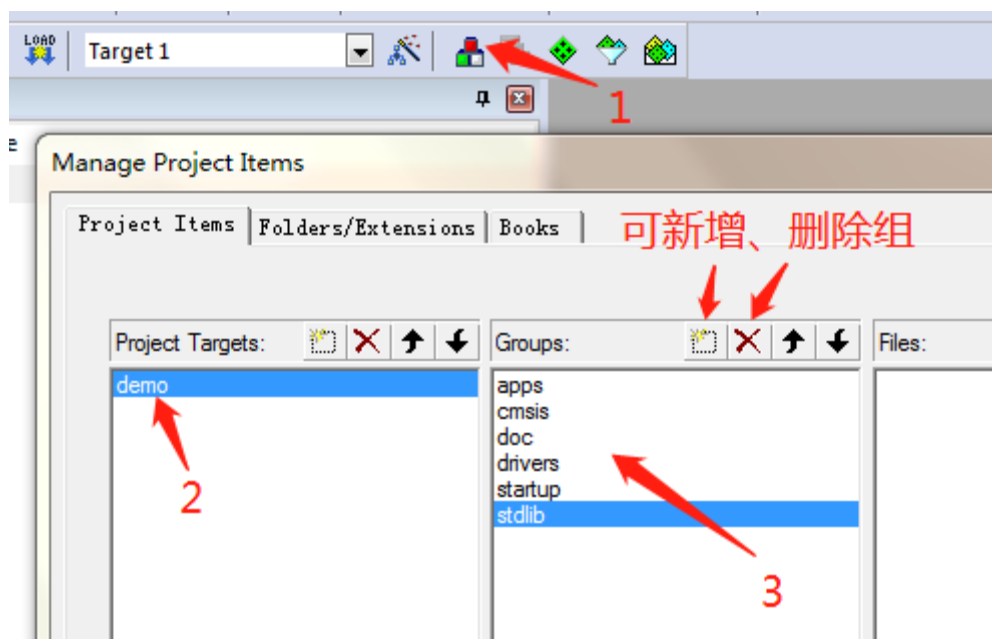 LOAD
Target 1
1
e
Manage Project Items
Project Items Folders/Extensions Books
可新增、删除组
Project Targets: Groups: Files:
demo
apps
cmsis
doc
drivers
startup
stdlib
2
3